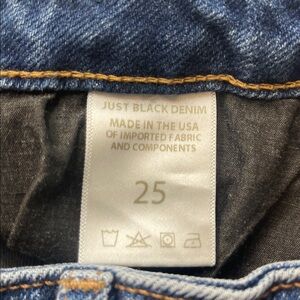 JUST BLACK DENIM
MADE IN THE USA
OF IMPORTED FABRIC
AND COMPONENTS
25